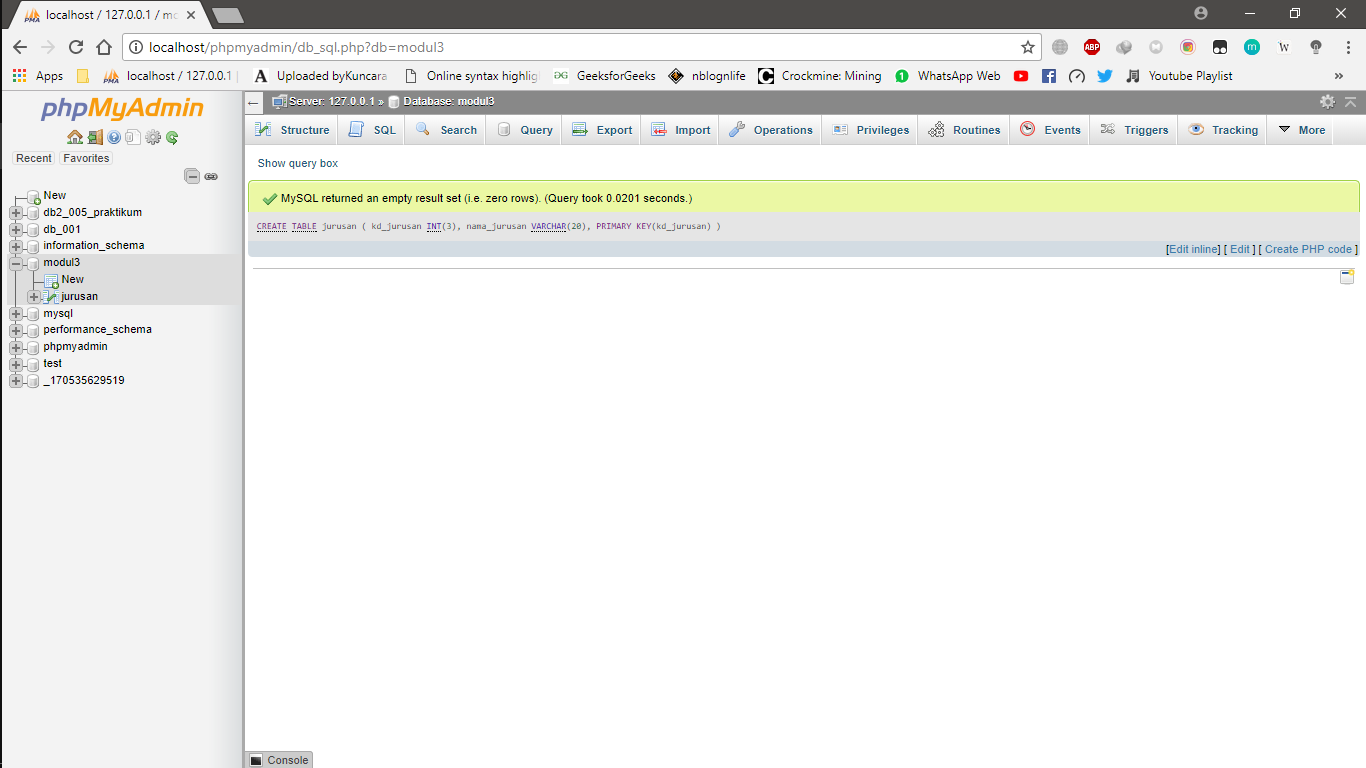 localhost / 127.0.0.1 / mo
localhost/phpmyadmin/db_sql.php?db=modul3
ABP
m
W
Apps
PMA
localhost / 127.0.0.1
A
Uploaded byKuncara
Online syntax highlig
GeeksforGeeks
nblognlife
Crockmine: Mining
1
WhatsApp Web
Youtube Playlist
»
phpMyAdmin
Recent
Favorites
New
db2_005_praktikum
db_001
information_schema
modul3
New
jurusan
mysql
performance_schema
phpmyadmin
test
_170535629519
Server: 127.0.0.1 » Database: modul3
Structure
SQL
Search
Query
Export
Import
Operations
Privileges
Routines
Events
Triggers
Tracking
More
Show query box
MySQL returned an empty result set (i.e. zero rows). (Query took 0.0201 seconds.)
CREATE TABLE jurusan ( kd_jurusan INT(3), nama_jurusan VARCHAR(20), PRIMARY KEY(kd_jurusan) )
[Edit inline] [ Edit ] [ Create PHP code ]
Console